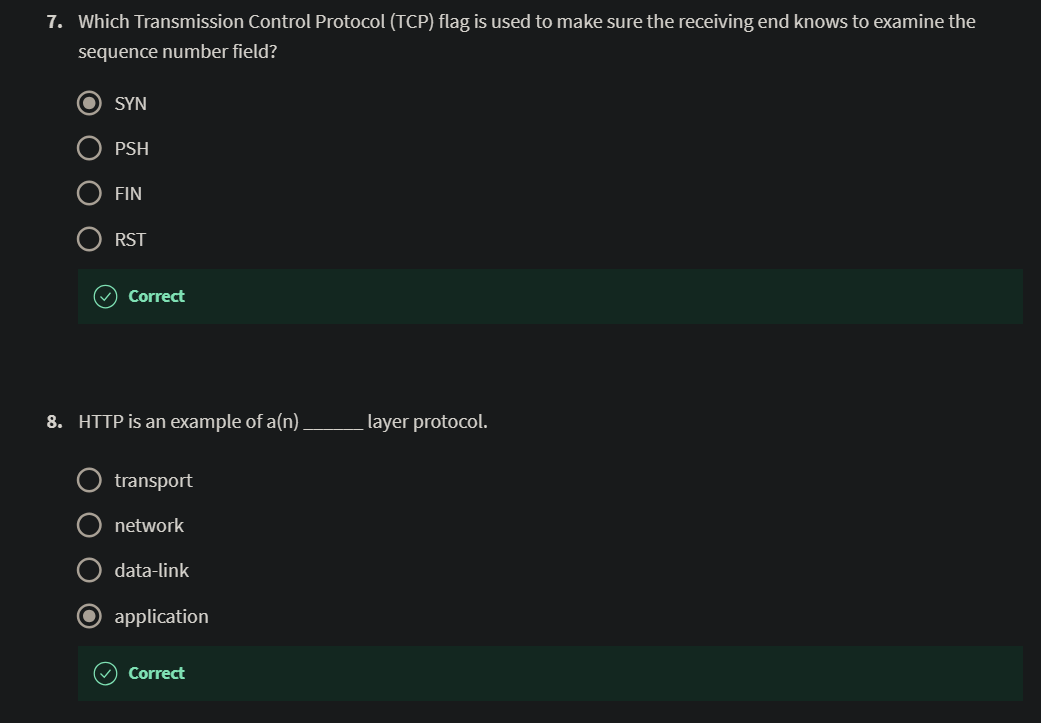 7. Which Transmission Control Protocol (TCP) flag is used to make sure the receiving end knows to examine the
sequence number field?
SYN
PSH
FIN
RST
Correct
8. HTTP is an example of a(n) ______ layer protocol.
transport
network
data-link
application
Correct